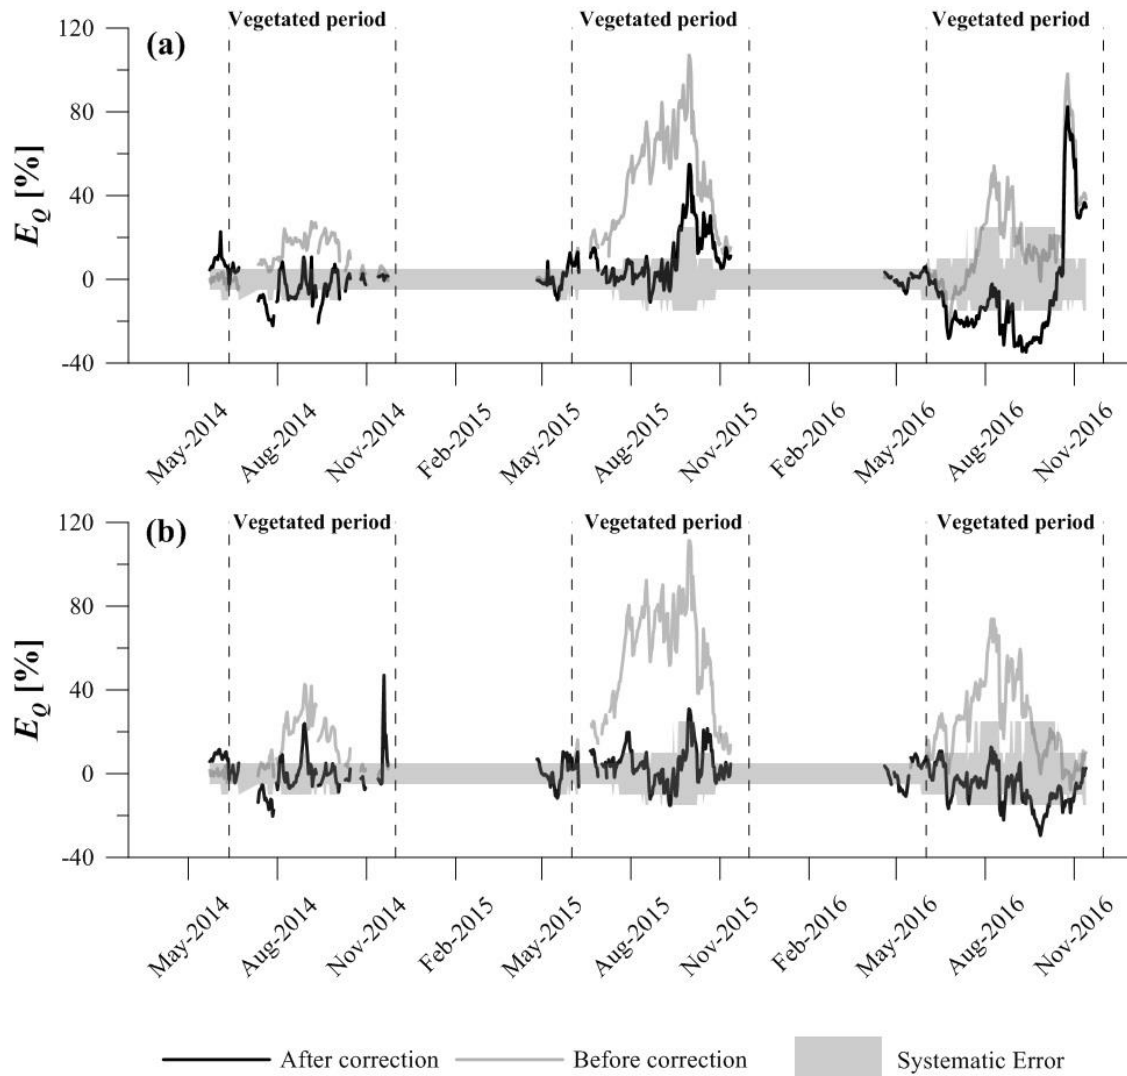 Vegetated period Vegetated period Vegetated period
(a)
120
80
40
0
-40
E_Q [%]
May-2014 Aug-2014 Nov-2014 Feb-2015 May-2015 Aug-2015 Nov-2015 Feb-2016 May-2016 Aug-2016 Nov-2016
Vegetated period Vegetated period Vegetated period
(b)
120
80
40
0
-40
E_Q [%]
May-2014 Aug-2014 Nov-2014 Feb-2015 May-2015 Aug-2015 Nov-2015 Feb-2016 May-2016 Aug-2016 Nov-2016
After correction Before correction Systematic Error